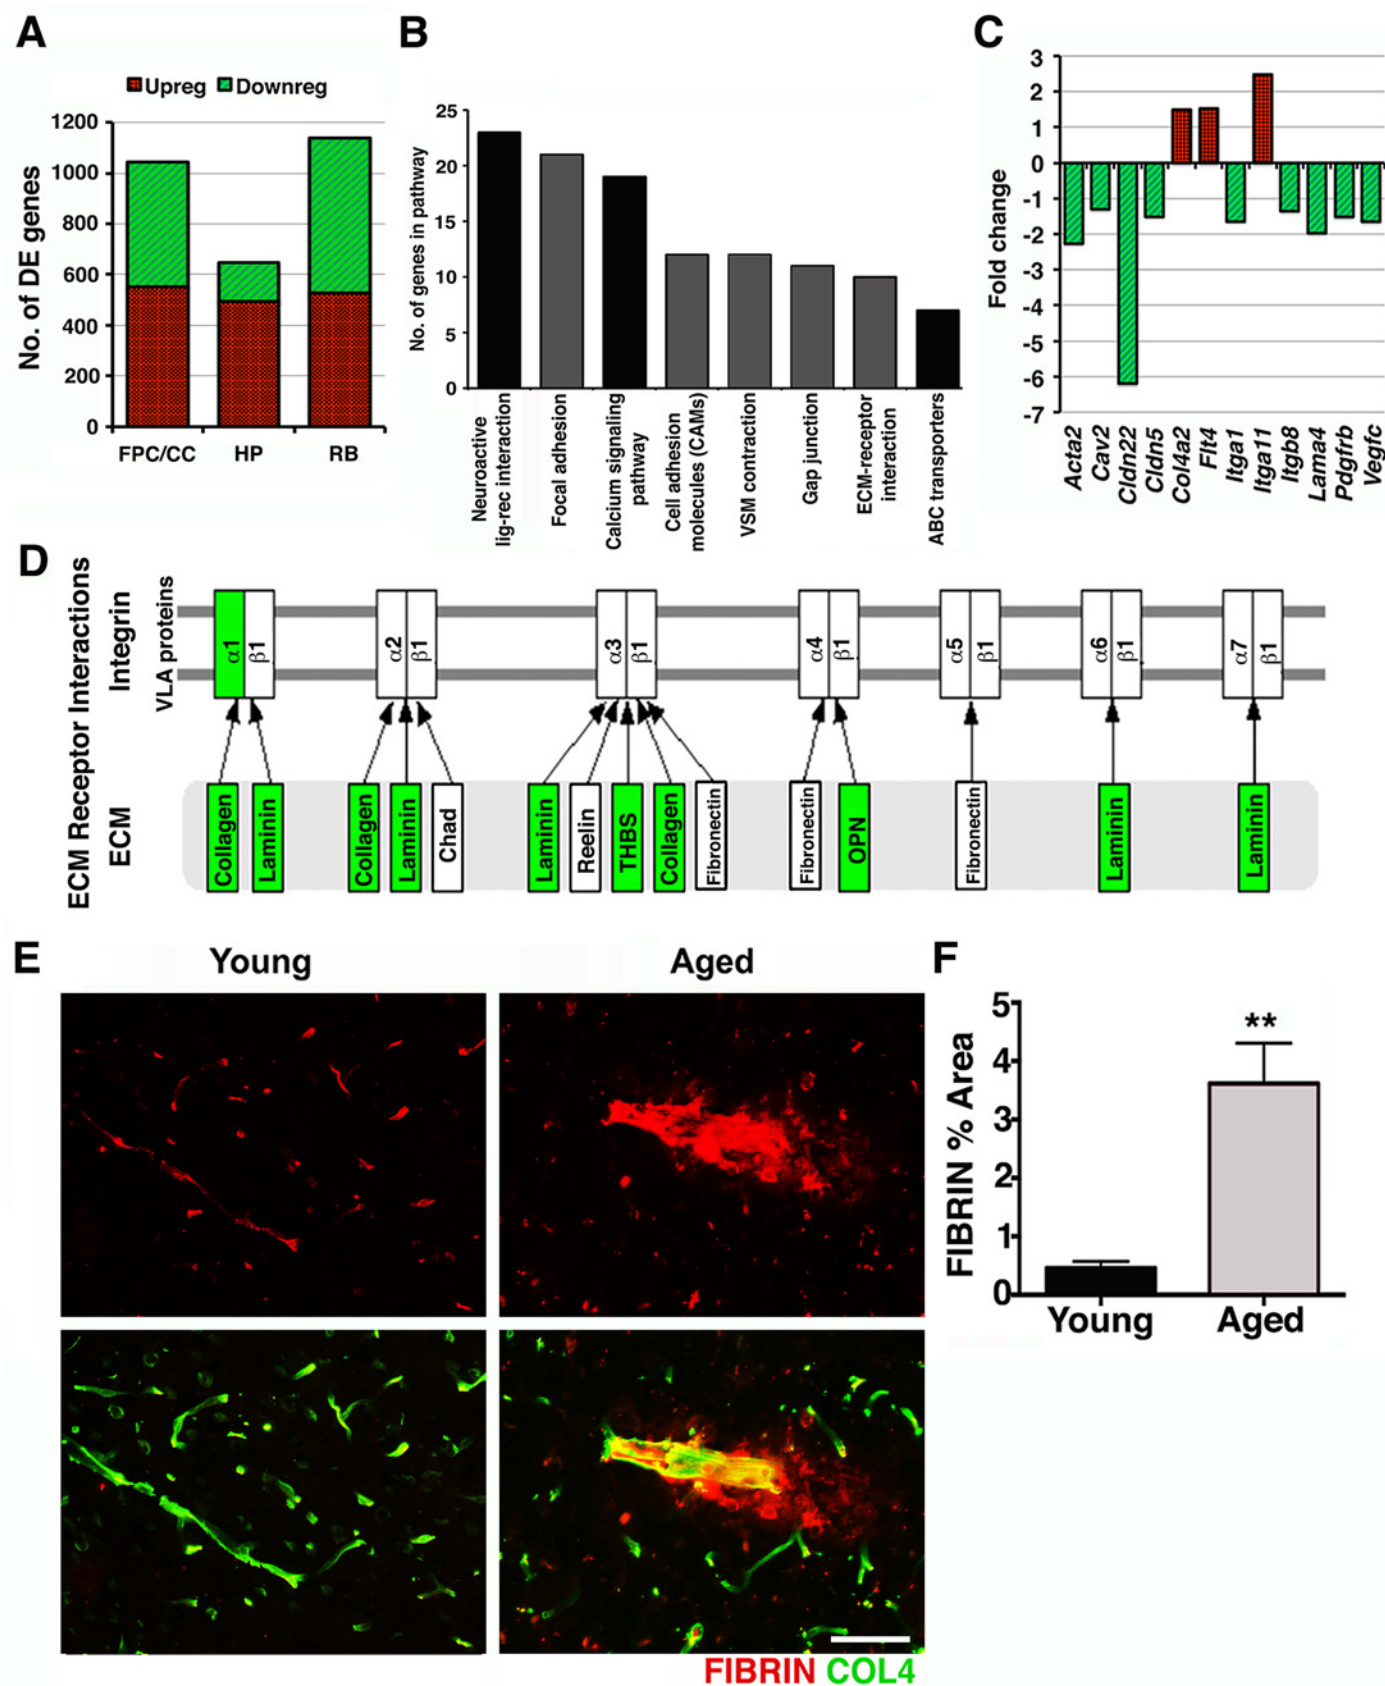 A
Upreg Downreg
No. of DE genes
1200
1000
800
600
400
200
0
FPC/CC HP RB
B
No. of genes in pathway
25
20
15
10
5
0
Neuroactive
lig-rec interaction
Focal adhesion
Calcium signaling
pathway
Cell adhesion
molecules (CAMs)
VSM contraction
Gap junction
ECM-receptor
interaction
ABC transporters
C
Fold change
3
2
1
0
-1
-2
-3
-4
-5
-6
-7
Acta2
Cav2
Cldn22
Cldn5
Col4a2
Flt4
Itga1
Itga11
Itgb8
Lama4
Pdgfrb
Vegfc
D
ECM Receptor Interactions
Integrin
VLA proteins
α1 β1
α2 β1
α3 β1
α4 β1
α5 β1
α6 β1
α7 β1
ECM
Collagen
Laminin
Collagen
Laminin
Chad
Laminin
Reelin
THBS
Collagen
Fibronectin
Fibronectin
OPN
Fibronectin
Laminin
Laminin
E
Young Aged
FIBRIN COL4
F
FIBRIN % Area
5
4
3
2
1
0
**
Young Aged